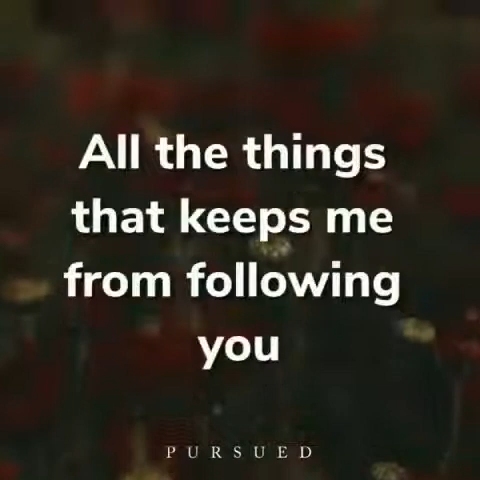 All the things
that keeps me
from following
you
PURSUED